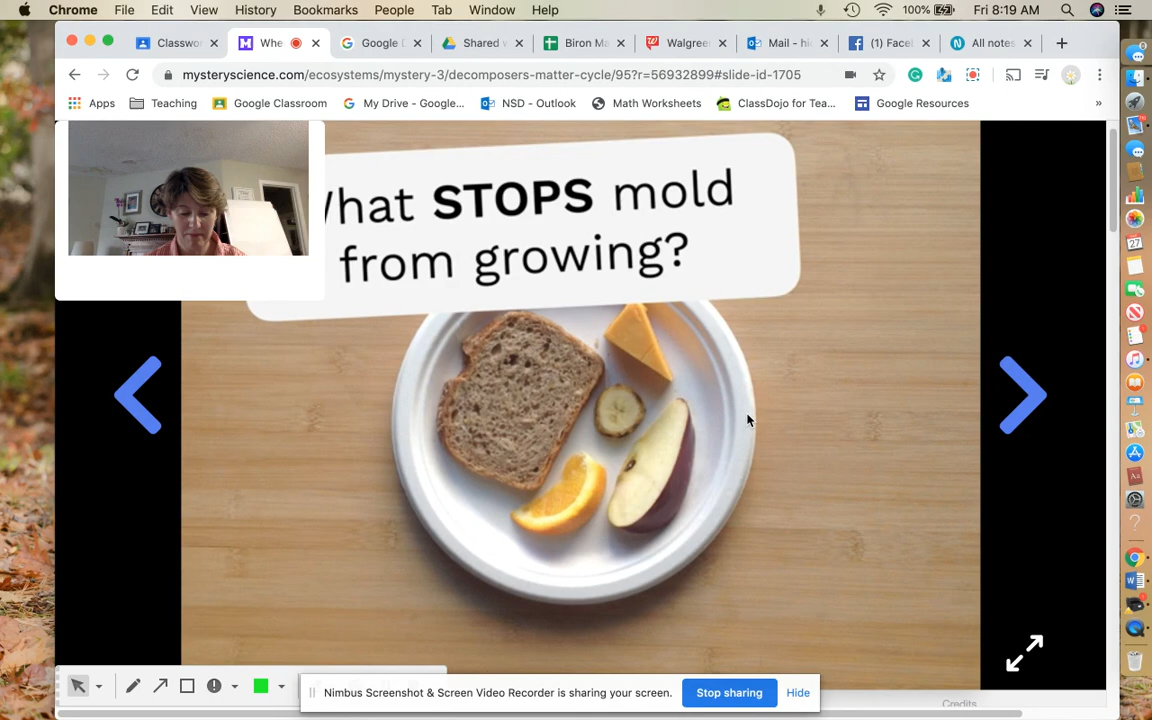 Chrome File Edit View History Bookmarks People Tab Window Help 100% Fri 8:19 AM
Classwor Whe Google D Shared w Biron Ma Walgree Mail - hi (1) Face All notes
mysteryscience.com/ecosystems/mystery-3/decomposers-matter-cycle/95?r=56932899#slide-id-1705
Apps Teaching Google Classroom My Drive - Google... NSD - Outlook Math Worksheets ClassDojo for Tea... Google Resources »
hat STOPS mold
from growing?
Nimbus Screenshot & Screen Video Recorder is sharing your screen. Stop sharing Hide
Credits